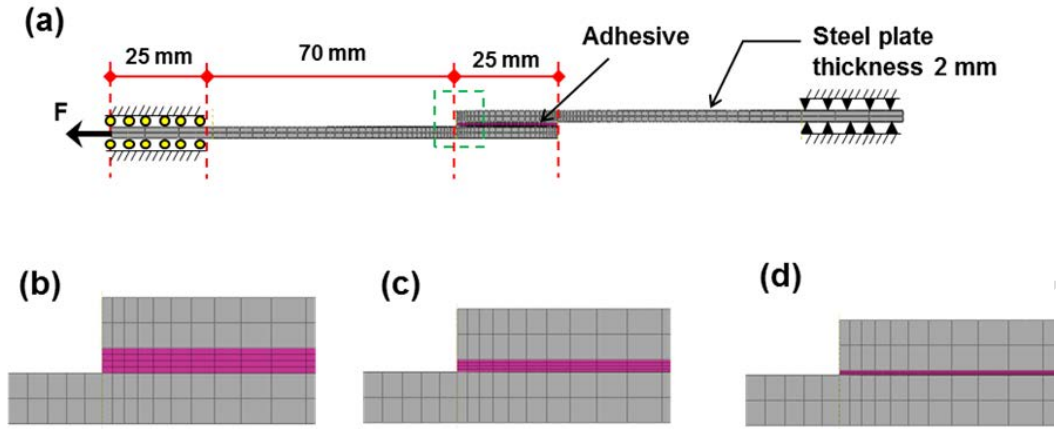 (a)
25 mm
70 mm
25 mm
Adhesive
Steel plate
thickness 2 mm
F
(b)
(c)
(d)